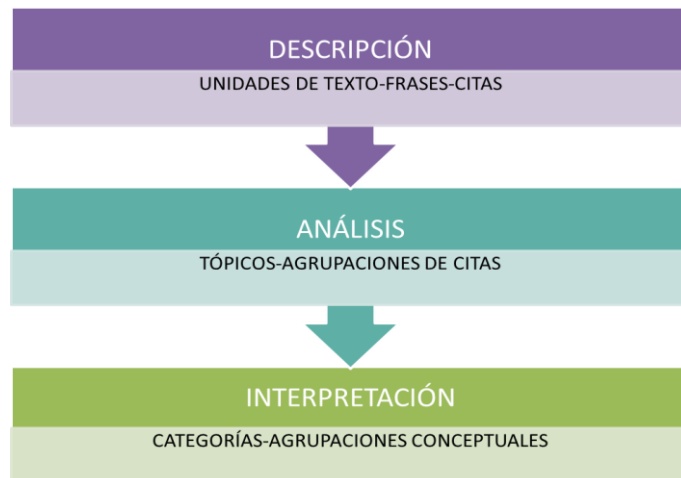 DESCRIPCIÓN
UNIDADES DE TEXTO-FRASES-CITAS
ANÁLISIS
TÓPICOS-AGRUPACIONES DE CITAS
INTERPRETACIÓN
CATEGORÍAS-AGRUPACIONES CONCEPTUALES